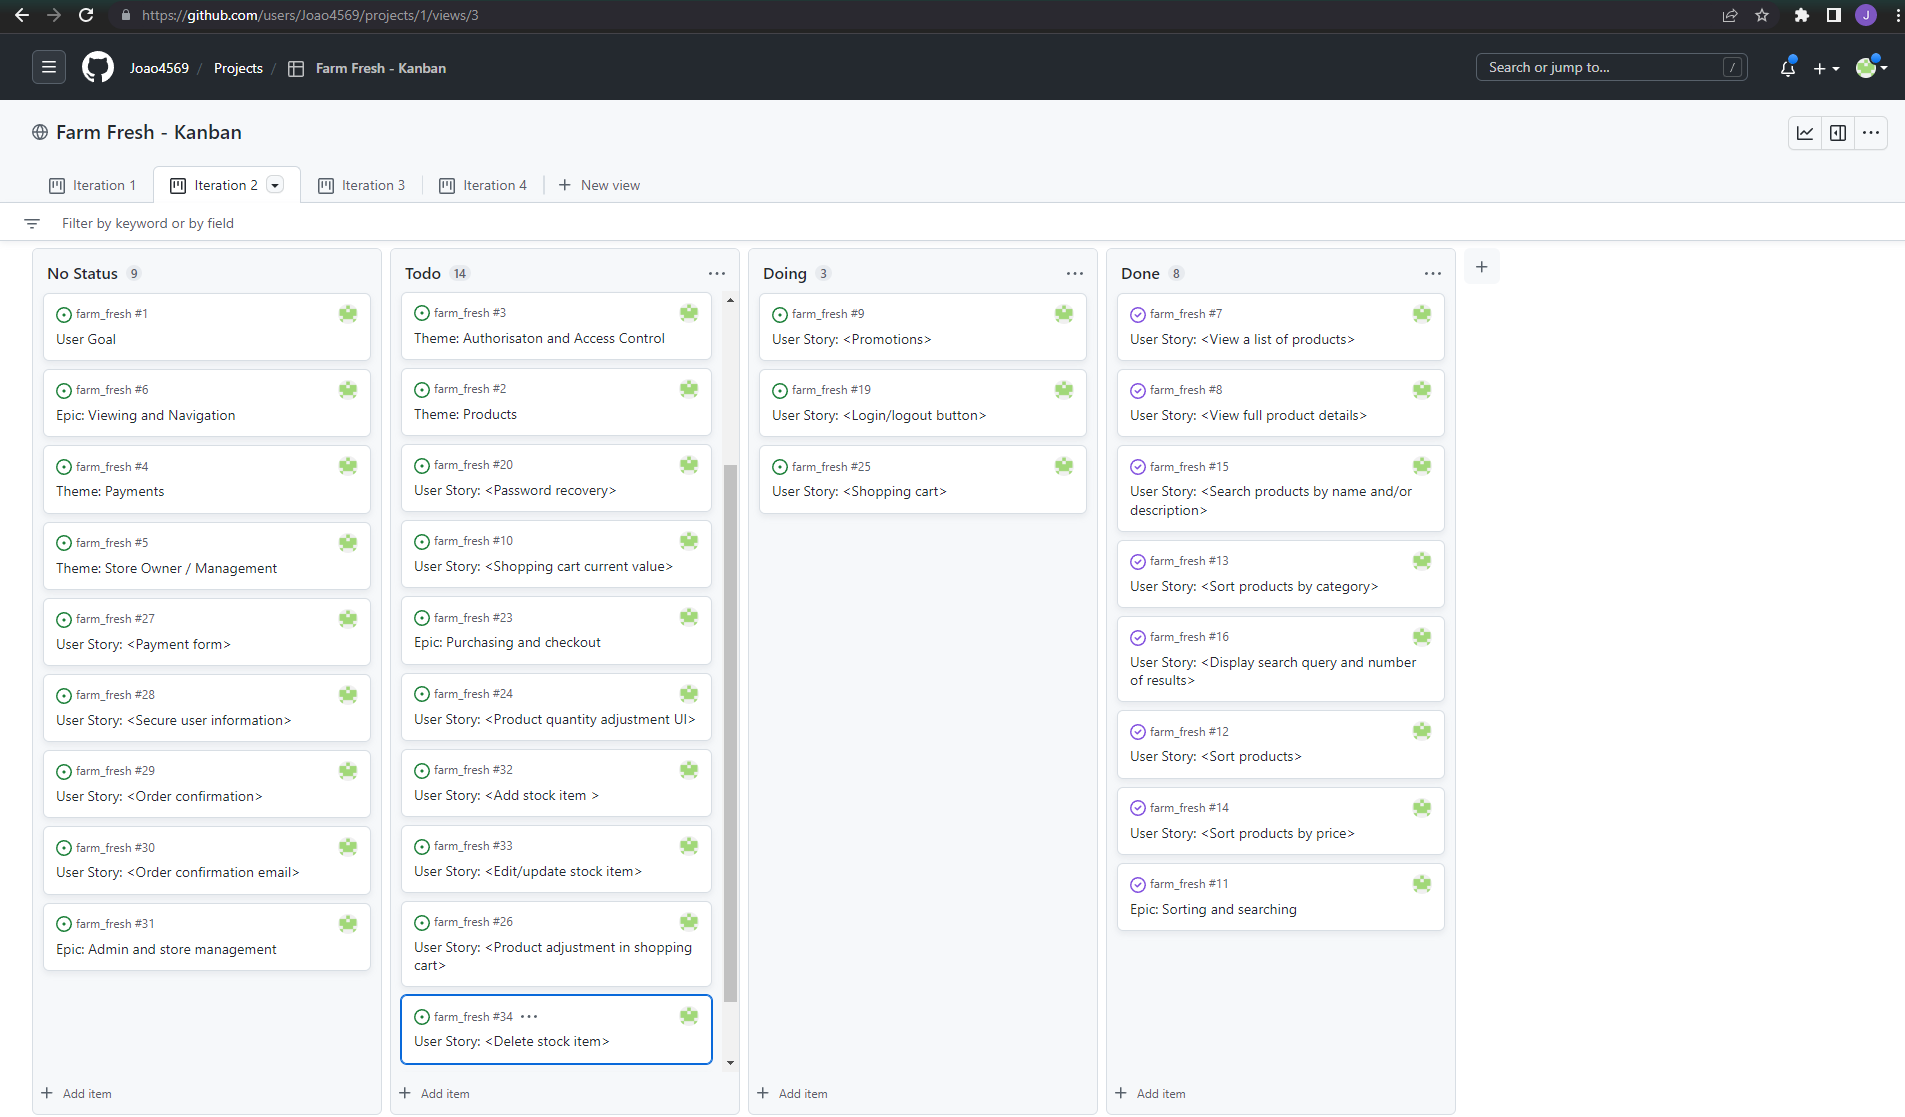 https://github.com/users/Joao4569/projects/1/views/3
J
Joao4569 / Projects / Farm Fresh - Kanban
Search or jump to...
/
Farm Fresh - Kanban
Iteration 1
Iteration 2
Iteration 3
Iteration 4
New view
Filter by keyword or by field
No Status 9
farm_fresh #1
User Goal
farm_fresh #6
Epic: Viewing and Navigation
farm_fresh #4
Theme: Payments
farm_fresh #5
Theme: Store Owner / Management
farm_fresh #27
User Story: <Payment form>
farm_fresh #28
User Story: <Secure user information>
farm_fresh #29
User Story: <Order confirmation>
farm_fresh #30
User Story: <Order confirmation email>
farm_fresh #31
Epic: Admin and store management
Add item
Todo 14
farm_fresh #3
Theme: Authorisaton and Access Control
farm_fresh #2
Theme: Products
farm_fresh #20
User Story: <Password recovery>
farm_fresh #10
User Story: <Shopping cart current value>
farm_fresh #23
Epic: Purchasing and checkout
farm_fresh #24
User Story: <Product quantity adjustment UI>
farm_fresh #32
User Story: <Add stock item >
farm_fresh #33
User Story: <Edit/update stock item>
farm_fresh #26
User Story: <Product adjustment in shopping
cart>
farm_fresh #34
User Story: <Delete stock item>
Add item
Doing 3
farm_fresh #9
User Story: <Promotions>
farm_fresh #19
User Story: <Login/logout button>
farm_fresh #25
User Story: <Shopping cart>
Add item
Done 8
farm_fresh #7
User Story: <View a list of products>
farm_fresh #8
User Story: <View full product details>
farm_fresh #15
User Story: <Search products by name and/or
description>
farm_fresh #13
User Story: <Sort products by category>
farm_fresh #16
User Story: <Display search query and number
of results>
farm_fresh #12
User Story: <Sort products>
farm_fresh #14
User Story: <Sort products by price>
farm_fresh #11
Epic: Sorting and searching
Add item